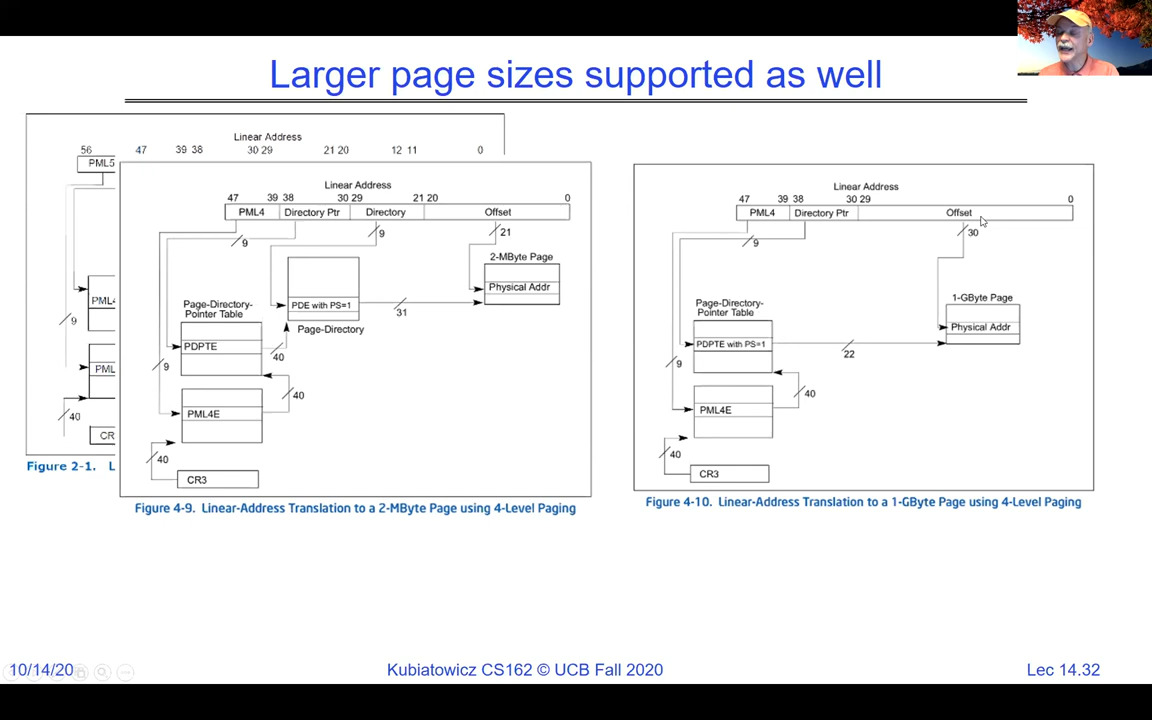 Larger page sizes supported as well
Linear Address
56 47 39 38 30 29 21 20 12 11 0
PML5
PML4
9
PML
40
CR
Figure 2-1. L
Linear Address
47 39 38 30 29 21 20 0
PML4 Directory Ptr Directory Offset
9 9 21
2-MByte Page
Physical Addr
PDE with PS=1
31
Page-Directory
Page-Directory-
Pointer Table
PDPTE
40
9
40
PML4E
40
CR3
Figure 4-9. Linear-Address Translation to a 2-MByte Page using 4-Level Paging
Linear Address
47 39 38 30 29 0
PML4 Directory Ptr Offset
9 30
1-GByte Page
Page-Directory-
Pointer Table
Physical Addr
PDPTE with PS=1
22
9
40
PML4E
40
CR3
Figure 4-10. Linear-Address Translation to a 1-GByte Page using 4-Level Paging
10/14/20
Kubiatowicz CS162 © UCB Fall 2020
Lec 14.32